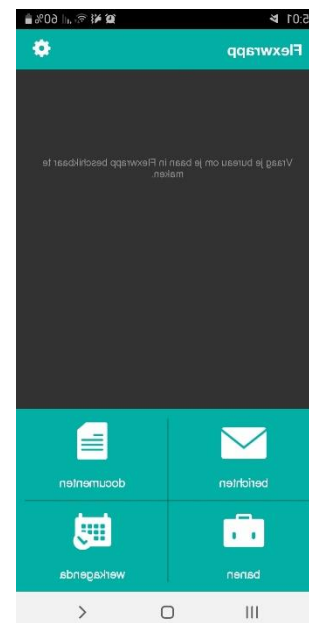 5:01 60%
Flexwrapp
Vraag je bureau om je baan in Flexwrapp beschikbaar te
maken.
berichten documenten
banen werkagenda